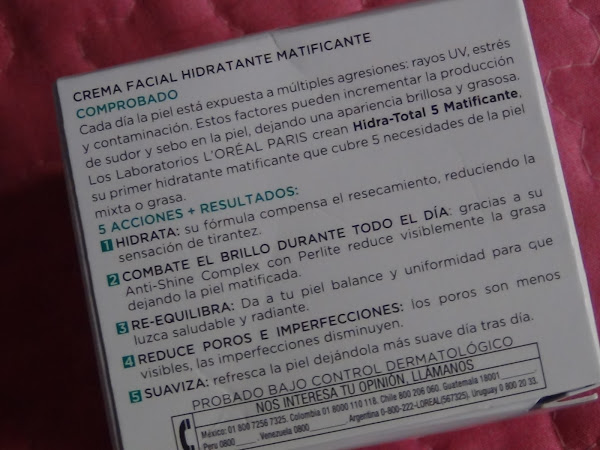 CREMA FACIAL HIDRATANTE MATIFICANTE
COMPROBADO
Cada día la piel está expuesta a múltiples agresiones: rayos UV, estrés
y contaminación. Estos factores pueden incrementar la producción
de sudor y sebo en la piel, dejando una apariencia brillosa y grasosa.
Los Laboratorios L'ORÉAL PARIS crean Hidra-Total 5 Matificante,
su primer hidratante matificante que cubre 5 necesidades de la piel
mixta o grasa.
5 ACCIONES + RESULTADOS:
1 HIDRATA: su fórmula compensa el resecamiento, reduciendo la
sensación de tirantez.
2 COMBATE EL BRILLO DURANTE TODO EL DÍA: gracias a su
Anti-Shine Complex con Perlite reduce visiblemente la grasa
dejando la piel matificada.
3 RE-EQUILIBRA: Da a tu piel balance y uniformidad para que
luzca saludable y radiante.
4 REDUCE POROS E IMPERFECCIONES: los poros son menos
visibles, las imperfecciones disminuyen.
5 SUAVIZA: refresca la piel dejándola más suave día tras día.
PROBADO BAJO CONTROL DERMATOLÓGICO
NOS INTERESA TU OPINIÓN, LLÁMANOS
México: 01 800 7256 7325, Colombia 01 8000 110 118. Chile 800 206 060. Guatemala 18001
Perú 0800 Venezuela 0800 Argentina 0-800-222-LOREAL(567325), Uruguay 0 800 20 33.